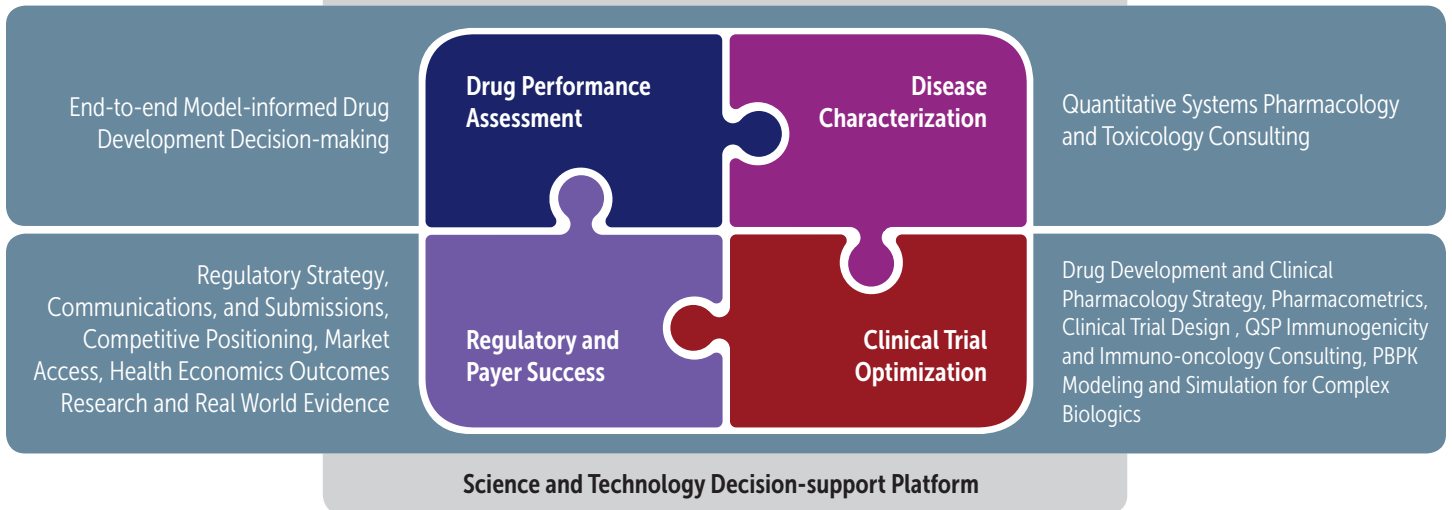 End-to-end Model-informed Drug
Development Decision-making
Drug Performance
Assessment
Disease
Characterization
Quantitative Systems Pharmacology
and Toxicology Consulting
Regulatory Strategy,
Communications, and Submissions,
Competitive Positioning, Market
Access, Health Economics Outcomes
Research and Real World Evidence
Regulatory and
Payer Success
Clinical Trial
Optimization
Drug Development and Clinical
Pharmacology Strategy, Pharmacometrics,
Clinical Trial Design , QSP Immunogenicity
and Immuno-oncology Consulting, PBPK
Modeling and Simulation for Complex
Biologics
Science and Technology Decision-support Platform